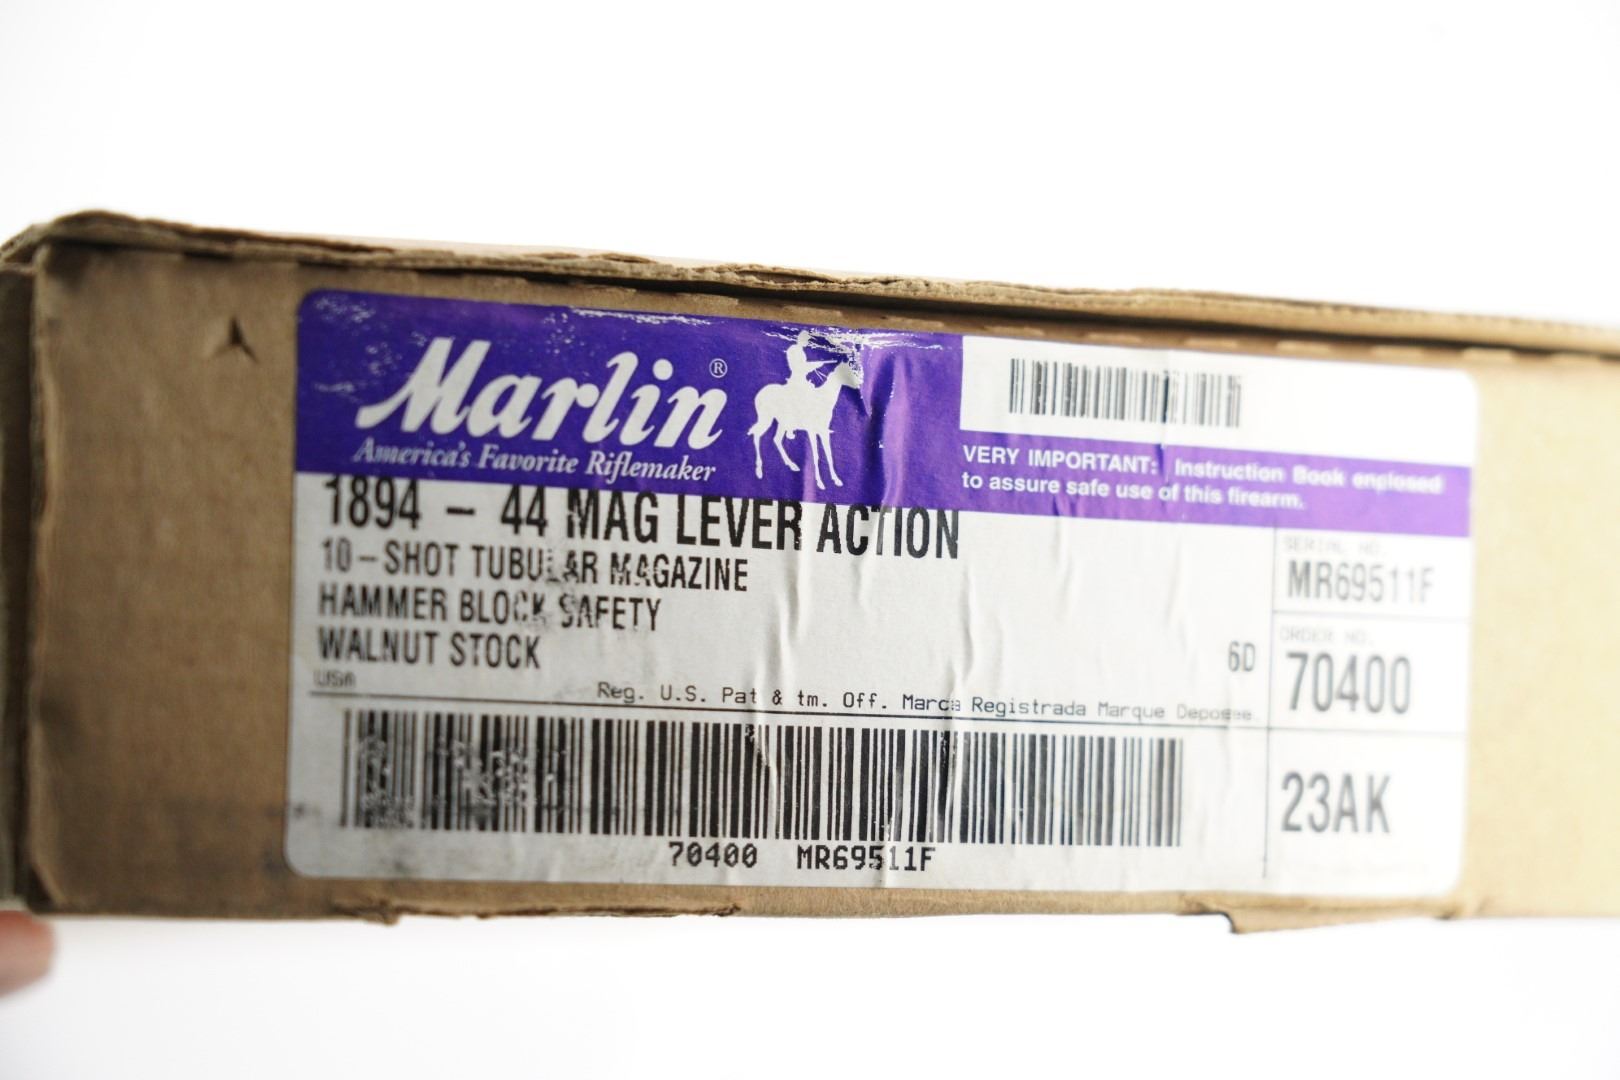 Marlin®
America's Favorite Riflemaker
VERY IMPORTANT: Instruction Book enclosed
to assure safe use of this firearm.
1894 - 44 MAG LEVER ACTION
10-SHOT TUBULAR MAGAZINE
HAMMER BLOCK SAFETY
WALNUT STOCK
6D
USA
Reg. U.S. Pat & tm. Off. Marca Registrada Marque Deposee.
SERIAL NO.
MR69511F
ORDER NO.
70400
23AK
70400 MR69511F